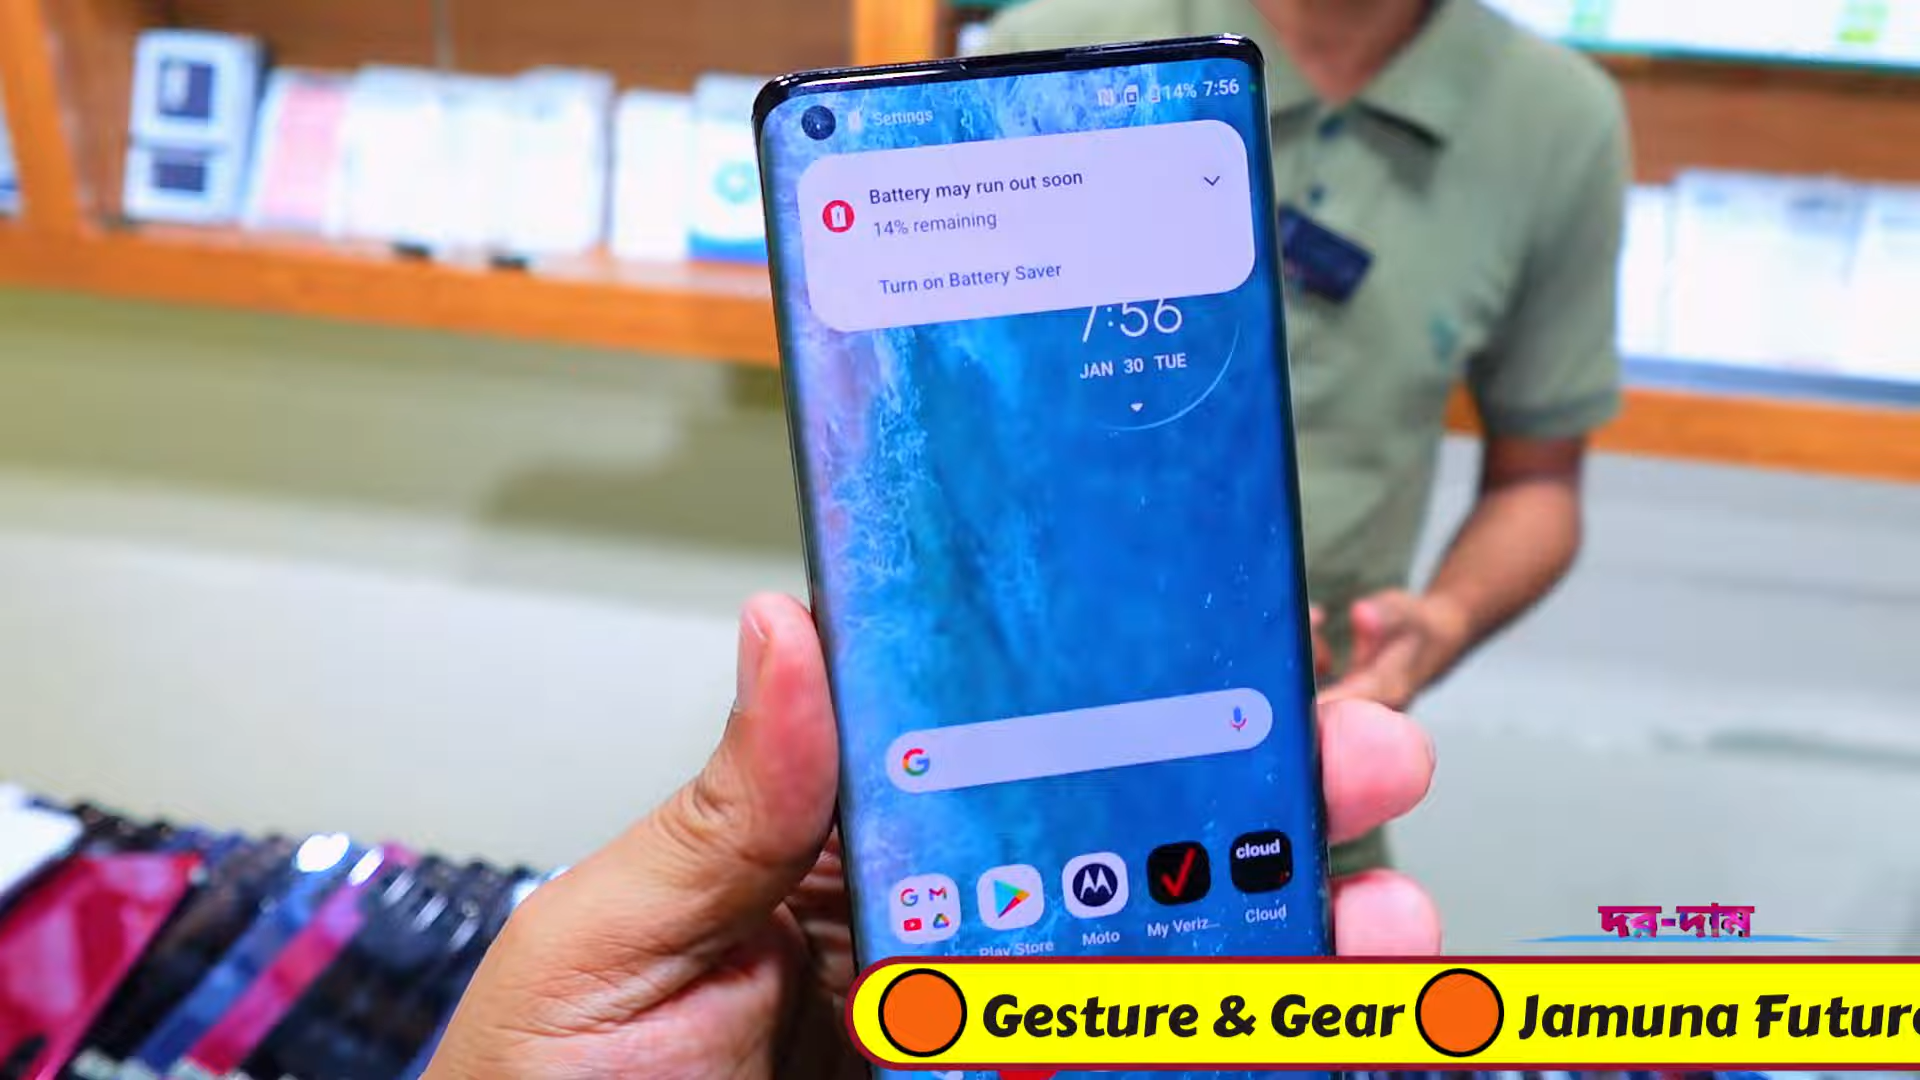 Settings
14% 7:56
Battery may run out soon
14% remaining
Turn on Battery Saver
7:56
JAN 30 TUE
Play Store
Moto
My Veriz...
cloud
Cloud
দর-দাম
Gesture & Gear
Jamuna Future